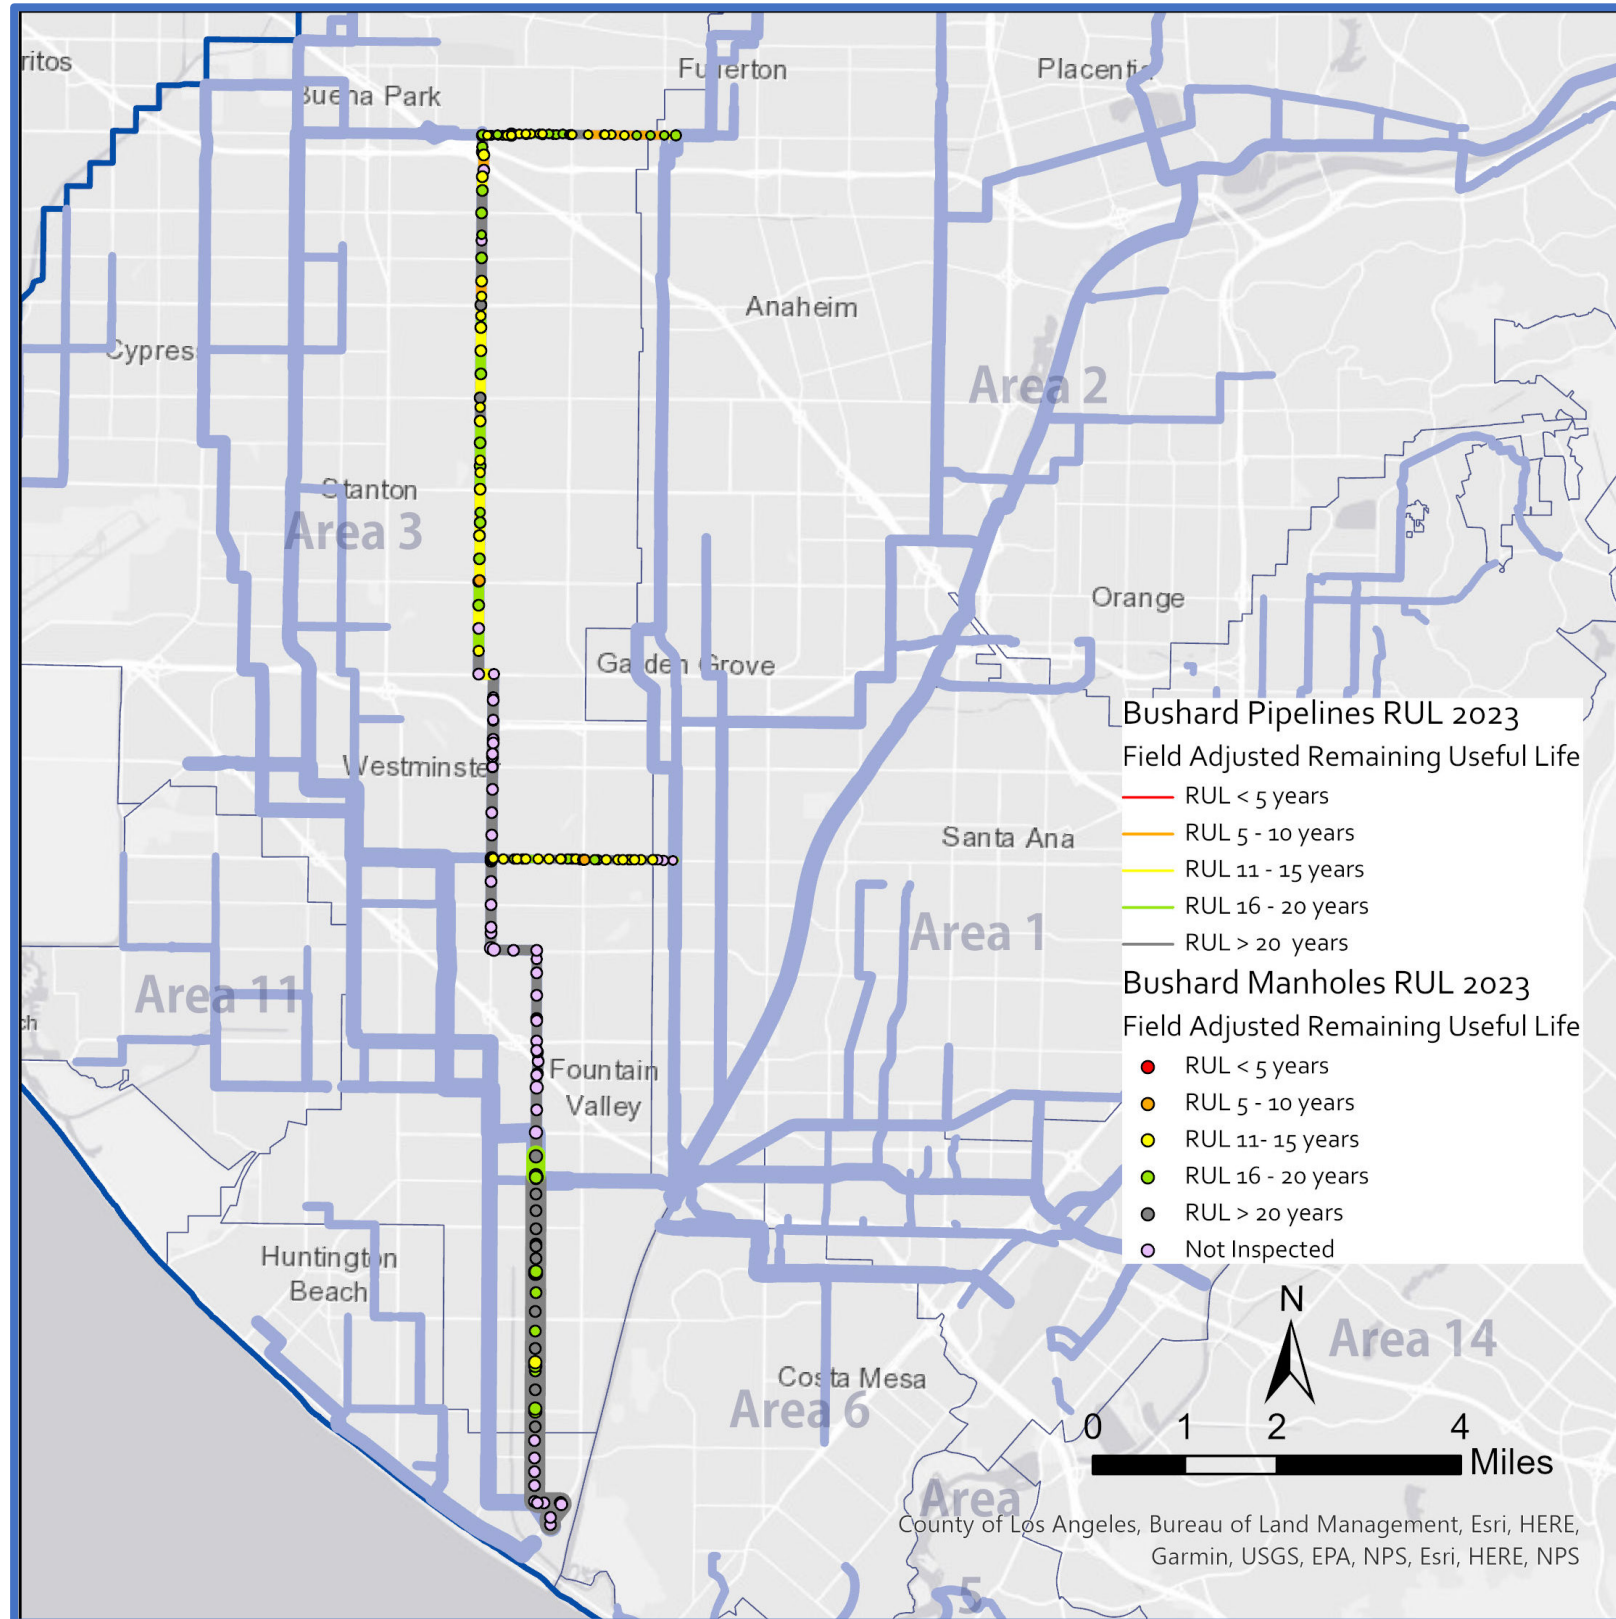 ritos
Fullerton
Placentia
Buena Park
Anaheim
Cypress
Area 2
Stanton
Area 3
Orange
Garden Grove
Bushard Pipelines RUL 2023
Field Adjusted Remaining Useful Life
Westminster
RUL < 5 years
RUL 5 - 10 years
Santa Ana
RUL 11 - 15 years
RUL 16 - 20 years
Area 1
RUL > 20 years
Bushard Manholes RUL 2023
Area 11
ch
Field Adjusted Remaining Useful Life
Fountain
Valley
RUL < 5 years
RUL 5 - 10 years
RUL 11- 15 years
RUL 16 - 20 years
RUL > 20 years
Not Inspected
Huntington
Beach
N
Area 14
Costa Mesa
Area 6
0 1 2 4
Miles
Area
5
County of Los Angeles, Bureau of Land Management, Esri, HERE,
Garmin, USGS, EPA, NPS, Esri, HERE, NPS